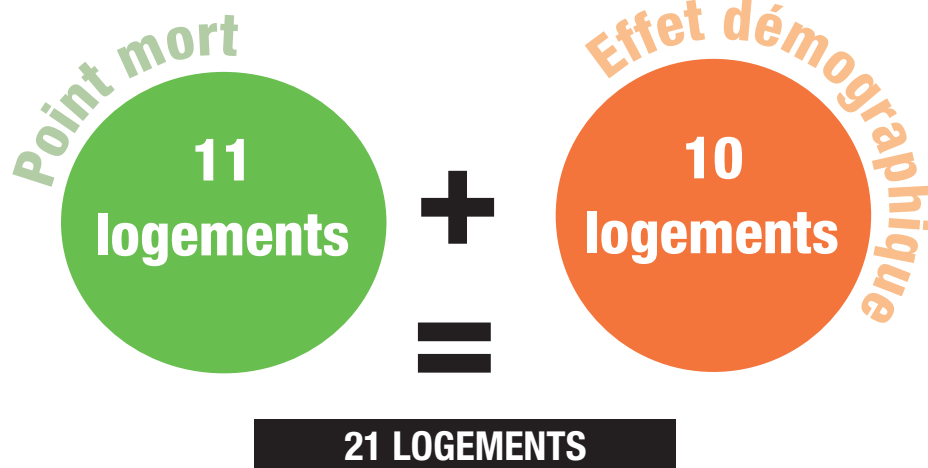 Point mort
11
logements
+
Effet démographique
10
logements
=
21 LOGEMENTS